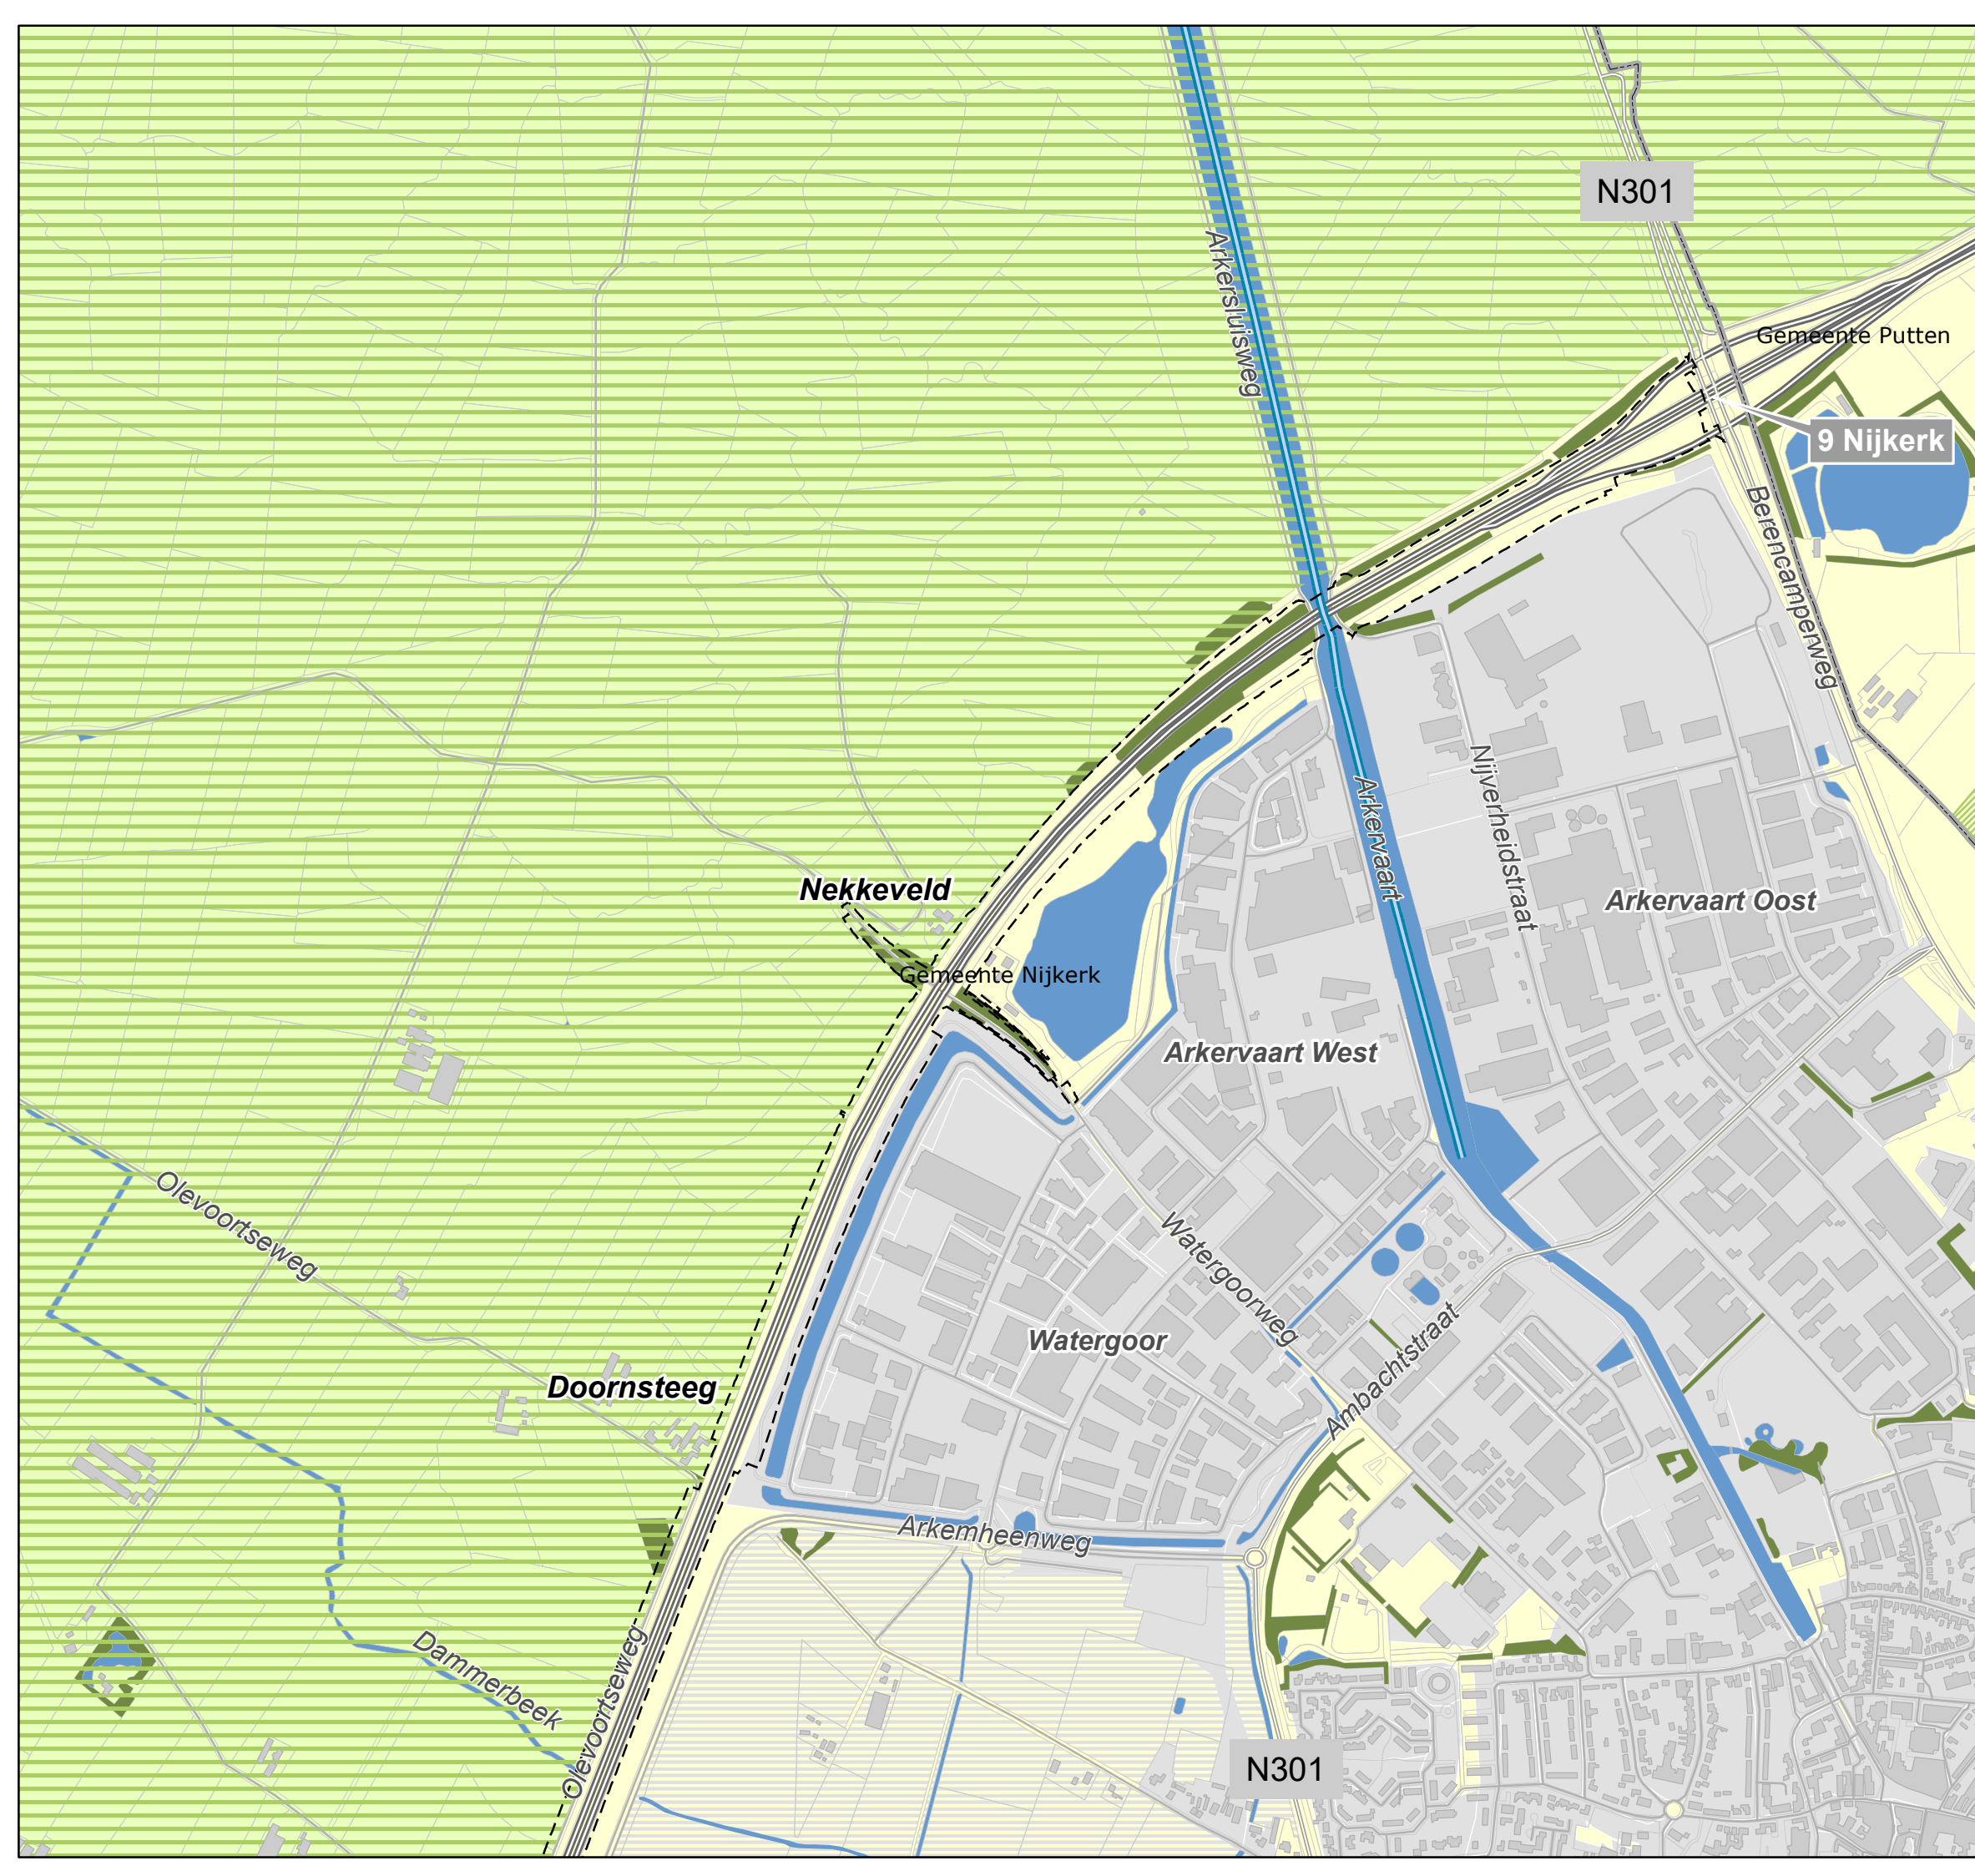 N301
Arkersluisweg
Gemeente Putten
9 Nijkerk
Berencamperweg
Nijverheidstraat
Arkervaart
Nekkeveld
Arkervaart Oost
Gemeente Nijkerk
Arkervaart West
Olevoortseweg
Watergoorweg
Watergoor
Ambachtstraat
Doornsteeg
Arkemheenweg
Dammerbeek
Olevoortseweg
N301